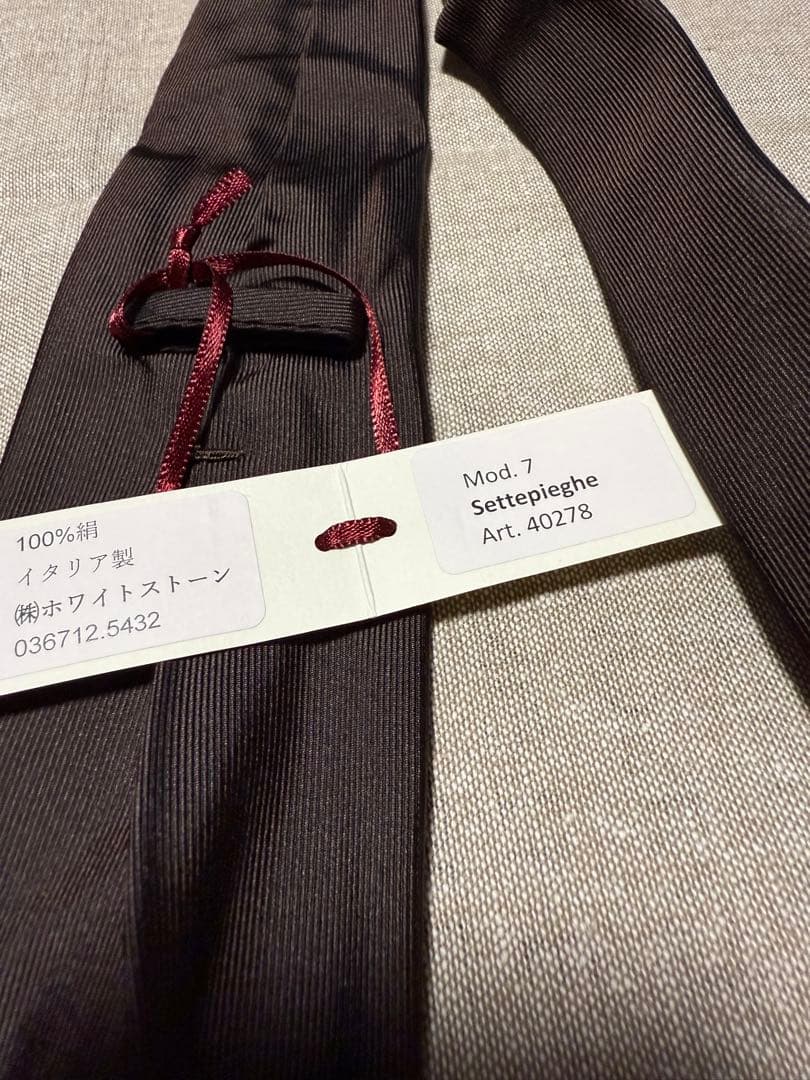 100%絹
イタリア製
㈱ホワイトストーン
036712.5432
Mod. 7
Settepieghe
Art. 40278